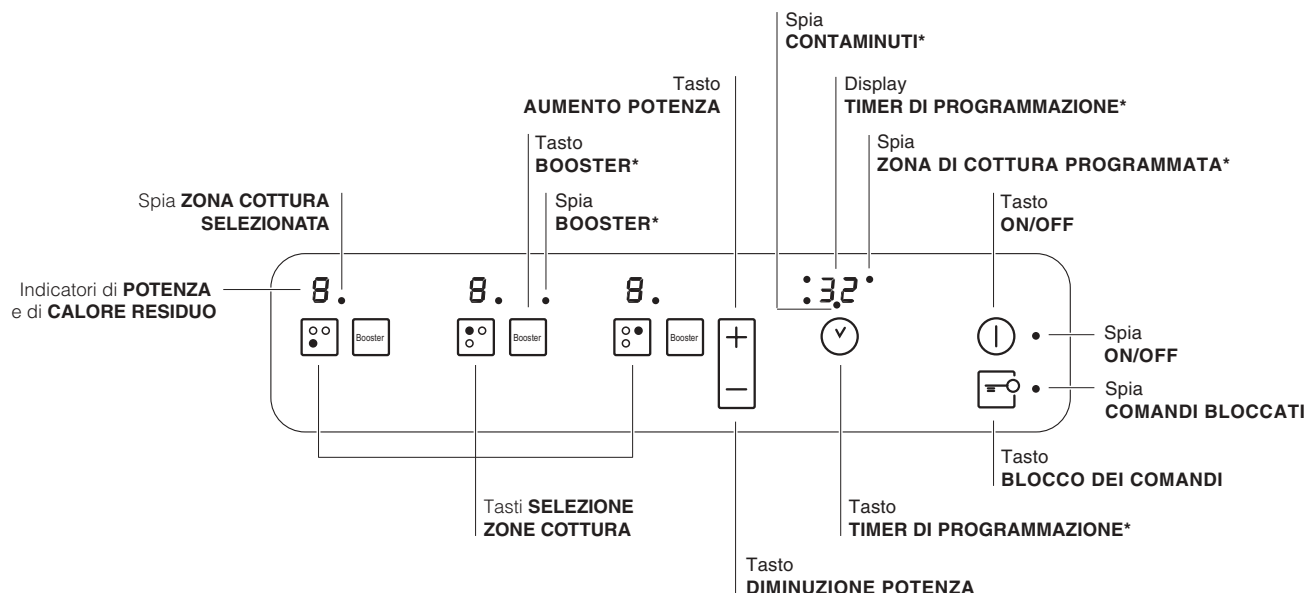 Spia
CONTAMINUTI*
Tasto
AUMENTO POTENZA
Display
TIMER DI PROGRAMMAZIONE*
Tasto
BOOSTER*
Spia
ZONA DI COTTURA PROGRAMMATA*
Spia ZONA COTTURA
SELEZIONATA
Spia
BOOSTER*
Tasto
ON/OFF
Indicatori di POTENZA
e di CALORE RESIDUO
8.
8.
8.
32
Booster
Booster
Booster
Spia
ON/OFF
Spia
COMANDI BLOCCATI
Tasto
BLOCCO DEI COMANDI
Tasti SELEZIONE
ZONE COTTURA
Tasto
TIMER DI PROGRAMMAZIONE*
Tasto
DIMINUZIONE POTENZA